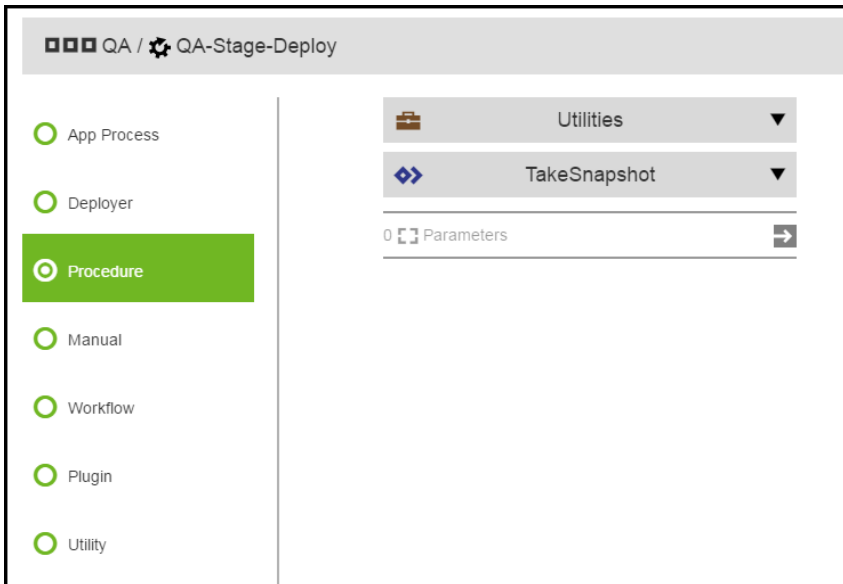 QA / QA-Stage-Deploy
App Process
Deployer
Procedure
Manual
Workflow
Plugin
Utility
Utilities
TakeSnapshot
0 Parameters